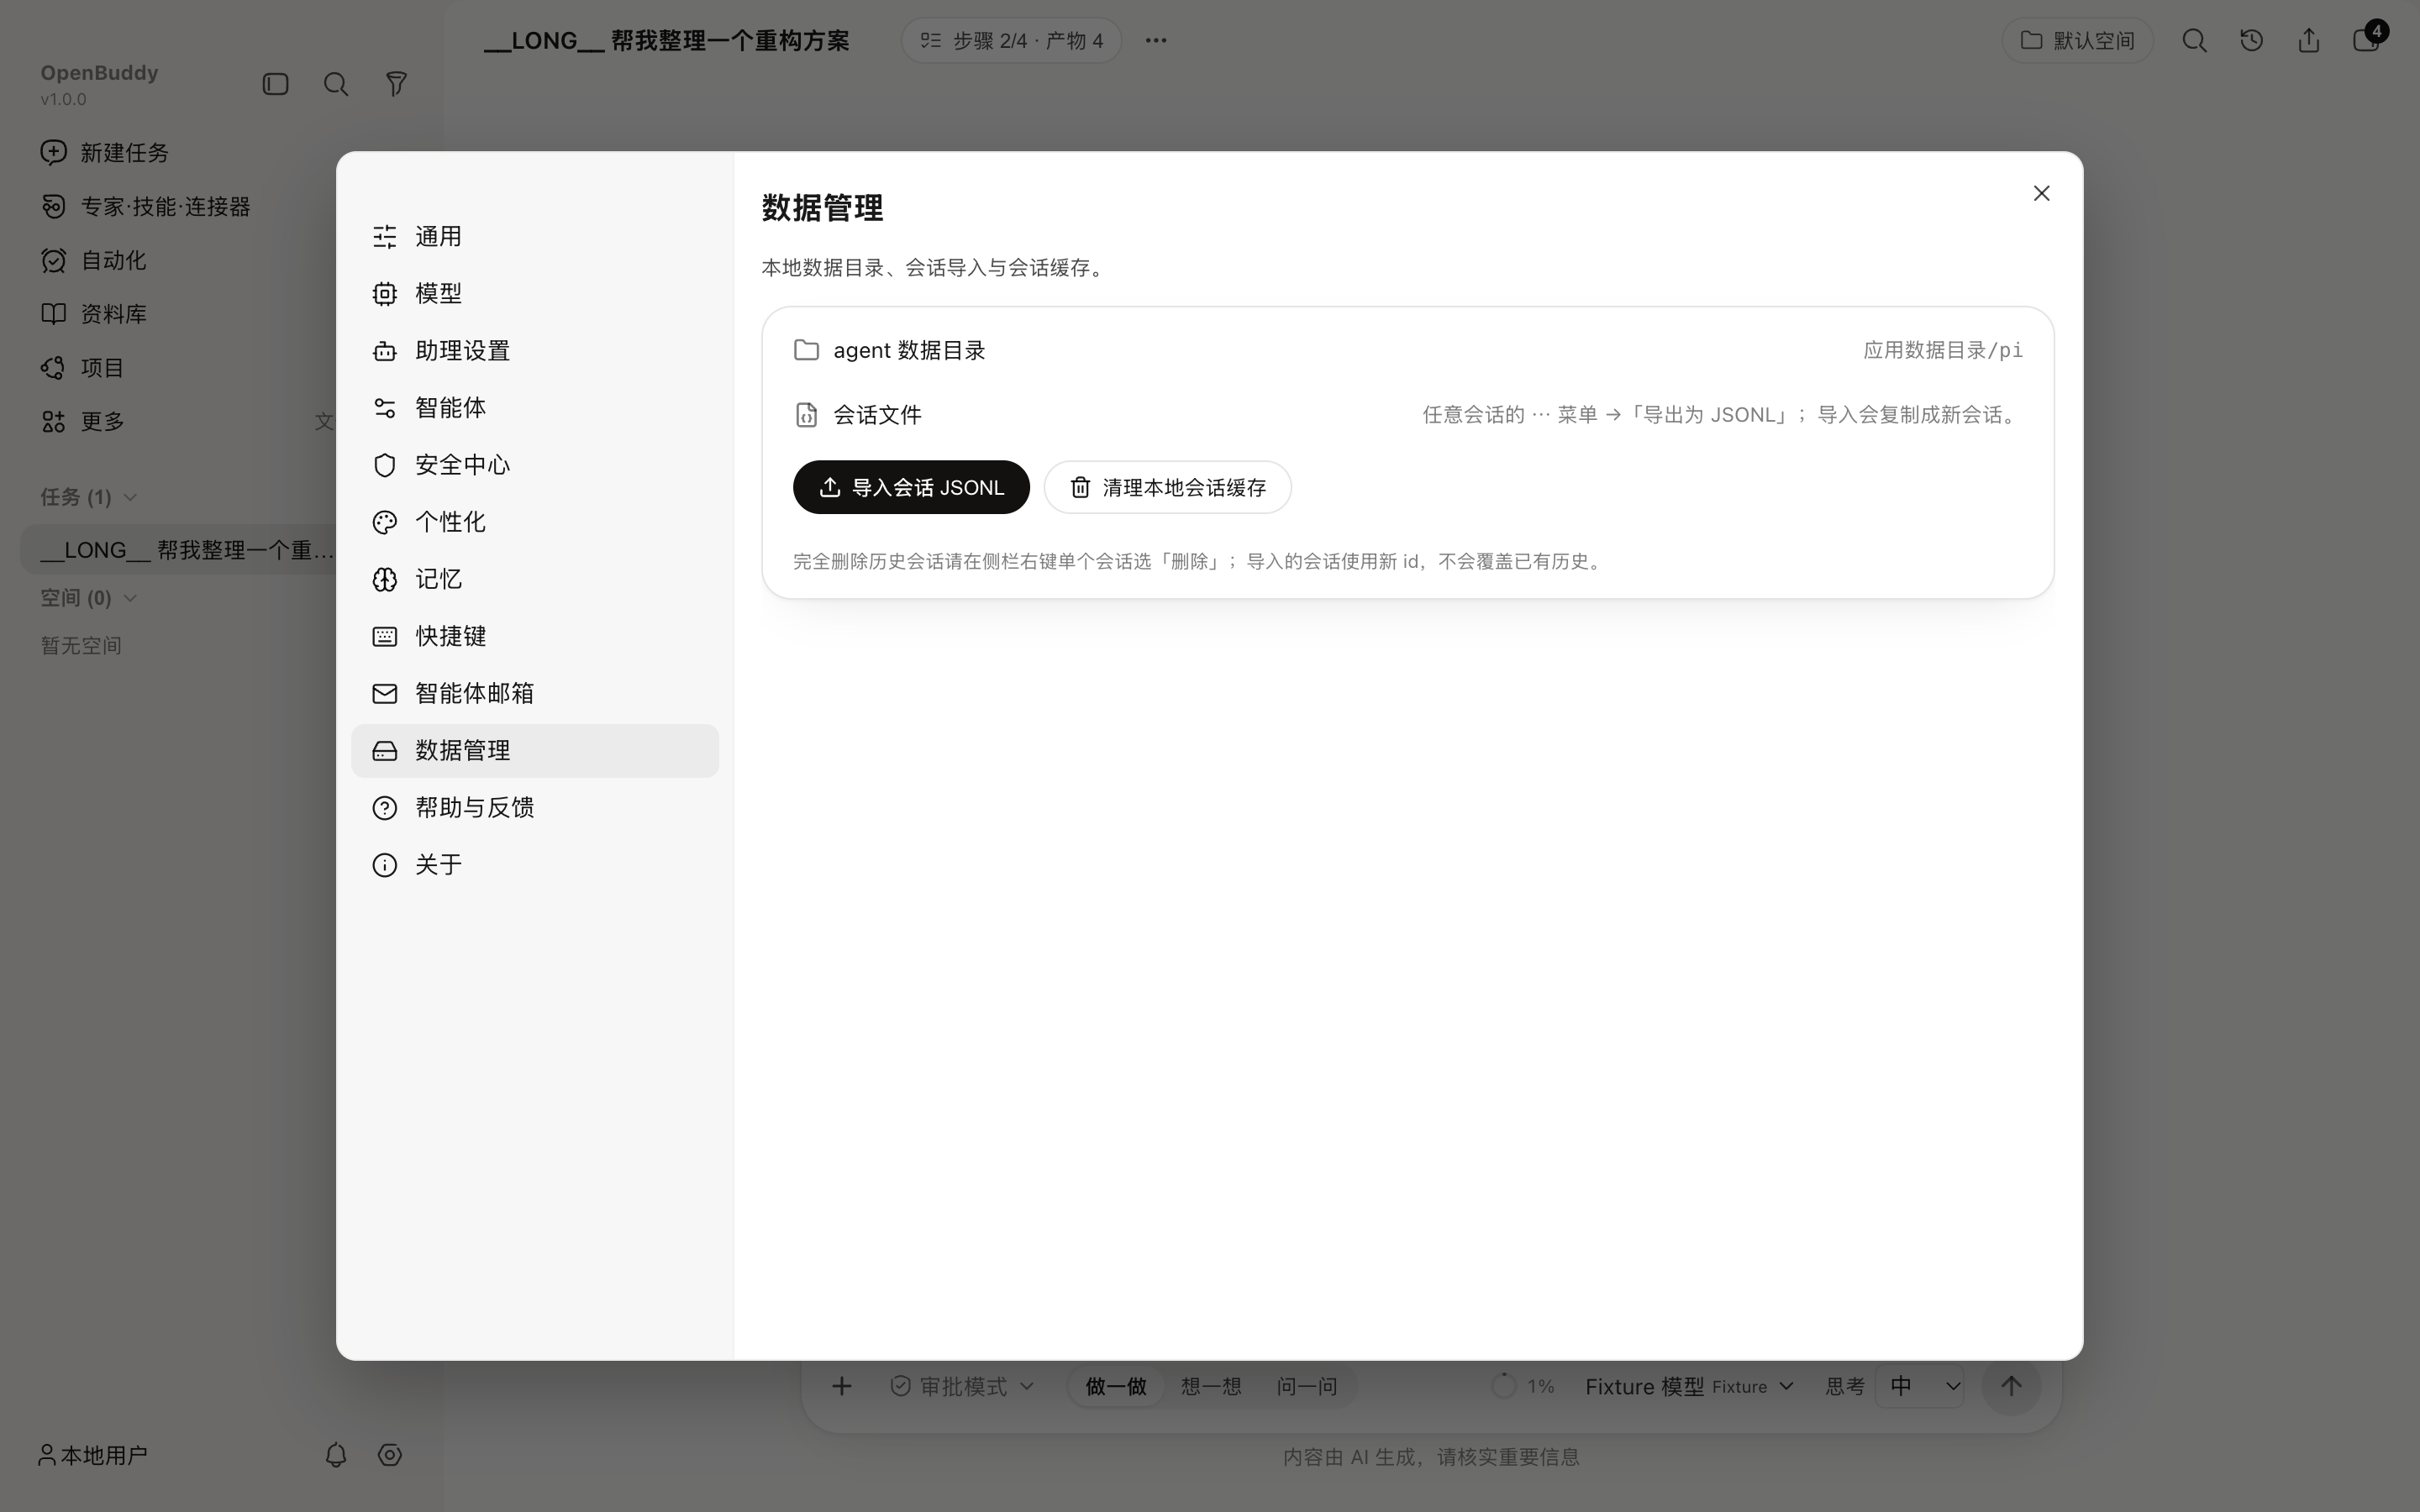 OpenBuddy
v1.0.0
新建任务
专家·技能·连接器
自动化
资料库
项目
更多
文
任务 (1)
__LONG__ 帮我整理一个重…
空间 (0)
暂无空间
本地用户
__LONG__ 帮我整理一个重构方案
步骤 2/4 · 产物 4
默认空间
4
通用
模型
助理设置
智能体
安全中心
个性化
记忆
快捷键
智能体邮箱
数据管理
帮助与反馈
关于
数据管理
本地数据目录、会话导入与会话缓存。
agent 数据目录
应用数据目录/pi
会话文件
任意会话的 ··· 菜单 →「导出为 JSONL」；导入会复制成新会话。
导入会话 JSONL
清理本地会话缓存
完全删除历史会话请在侧栏右键单个会话选「删除」；导入的会话使用新 id，不会覆盖已有历史。
审批模式
做一做
想一想
问一问
1%
Fixture 模型 Fixture
思考
中
内容由 AI 生成，请核实重要信息